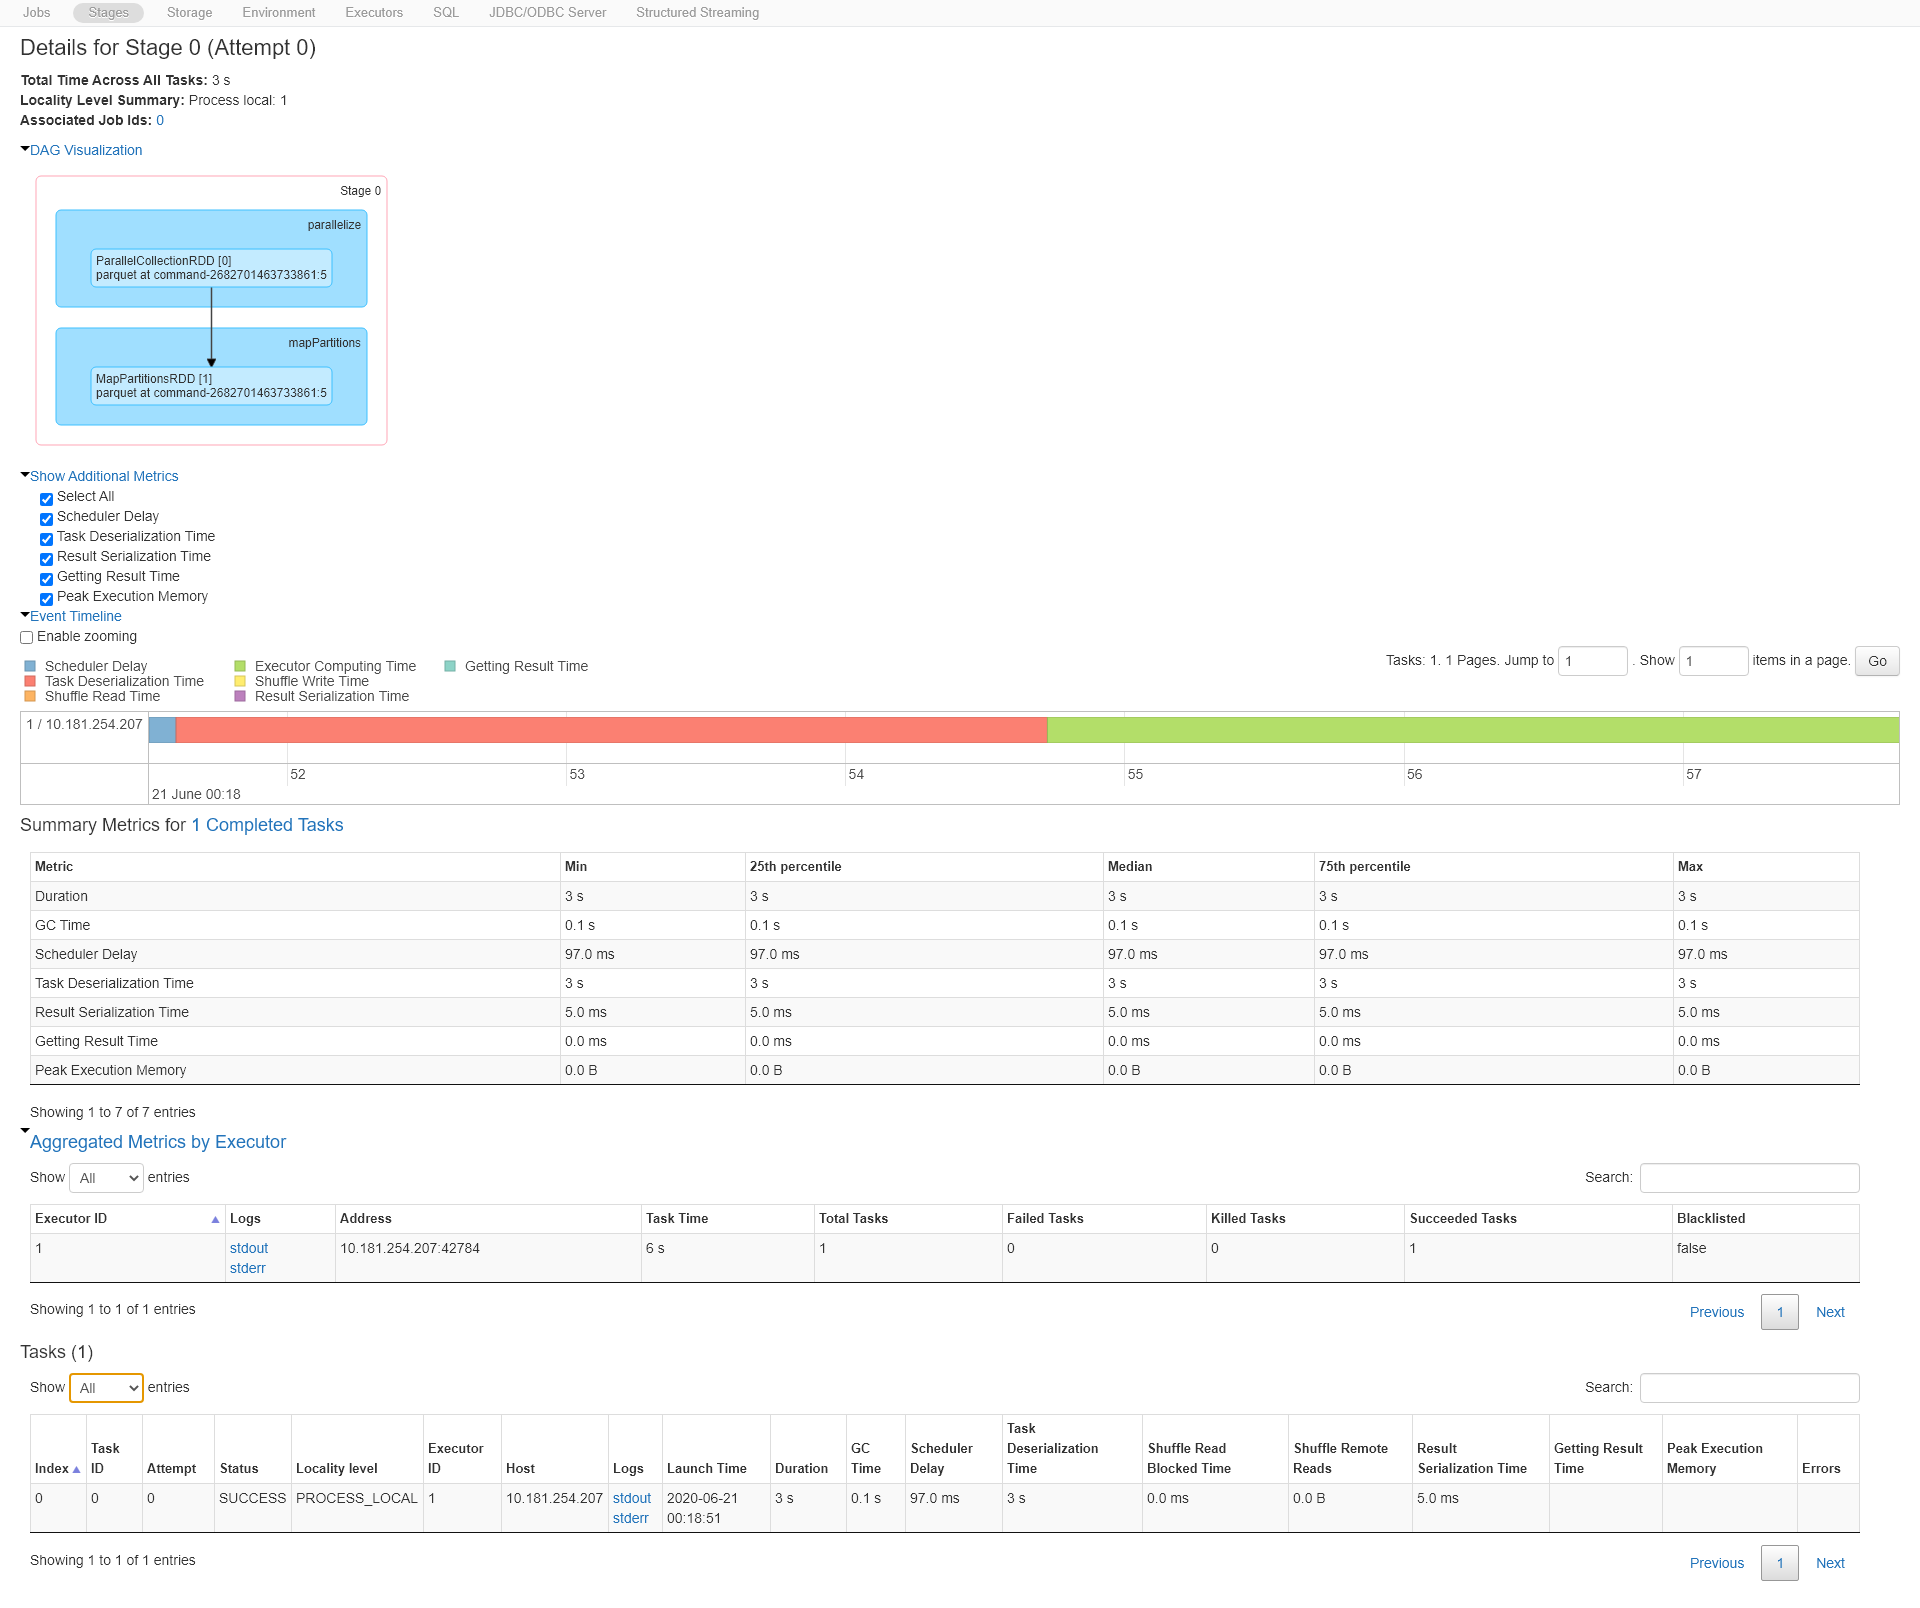 Jobs Stages Storage Environment Executors SQL JDBC/ODBC Server Structured Streaming
Details for Stage 0 (Attempt 0)
Total Time Across All Tasks: 3 s
Locality Level Summary: Process local: 1
Associated Job Ids: 0
DAG Visualization
Stage 0
parallelize
ParallelCollectionRDD [0]
parquet at command-2682701463733861:5
mapPartitions
MapPartitionsRDD [1]
parquet at command-2682701463733861:5
Show Additional Metrics
Select All
Scheduler Delay
Task Deserialization Time
Result Serialization Time
Getting Result Time
Peak Execution Memory
Event Timeline
Enable zooming
Tasks: 1. 1 Pages. Jump to 1 . Show 1 items in a page. Go
Scheduler Delay Executor Computing Time Getting Result Time
Task Deserialization Time Shuffle Write Time
Shuffle Read Time Result Serialization Time
1 / 10.181.254.207
52 53 54 55 56 57
21 June 00:18
Summary Metrics for 1 Completed Tasks
Metric Min 25th percentile Median 75th percentile Max
Duration 3 s 3 s 3 s 3 s 3 s
GC Time 0.1 s 0.1 s 0.1 s 0.1 s 0.1 s
Scheduler Delay 97.0 ms 97.0 ms 97.0 ms 97.0 ms 97.0 ms
Task Deserialization Time 3 s 3 s 3 s 3 s 3 s
Result Serialization Time 5.0 ms 5.0 ms 5.0 ms 5.0 ms 5.0 ms
Getting Result Time 0.0 ms 0.0 ms 0.0 ms 0.0 ms 0.0 ms
Peak Execution Memory 0.0 B 0.0 B 0.0 B 0.0 B 0.0 B
Showing 1 to 7 of 7 entries
Aggregated Metrics by Executor
Show All entries Search:
Executor ID Logs Address Task Time Total Tasks Failed Tasks Killed Tasks Succeeded Tasks Blacklisted
1 stdout 10.181.254.207:42784 6 s 1 0 0 1 false
stderr
Showing 1 to 1 of 1 entries
Previous 1 Next
Tasks (1)
Show All entries Search:
Index Task ID Attempt Status Locality level Executor ID Host Logs Launch Time Duration GC Time Scheduler Delay Task Deserialization Time Shuffle Read Blocked Time Shuffle Remote Reads Result Serialization Time Getting Result Time Peak Execution Memory Errors
0 0 0 SUCCESS PROCESS_LOCAL 1 10.181.254.207 stdout 2020-06-21 3 s 0.1 s 97.0 ms 3 s 0.0 ms 0.0 B 5.0 ms
stderr 00:18:51
Showing 1 to 1 of 1 entries
Previous 1 Next